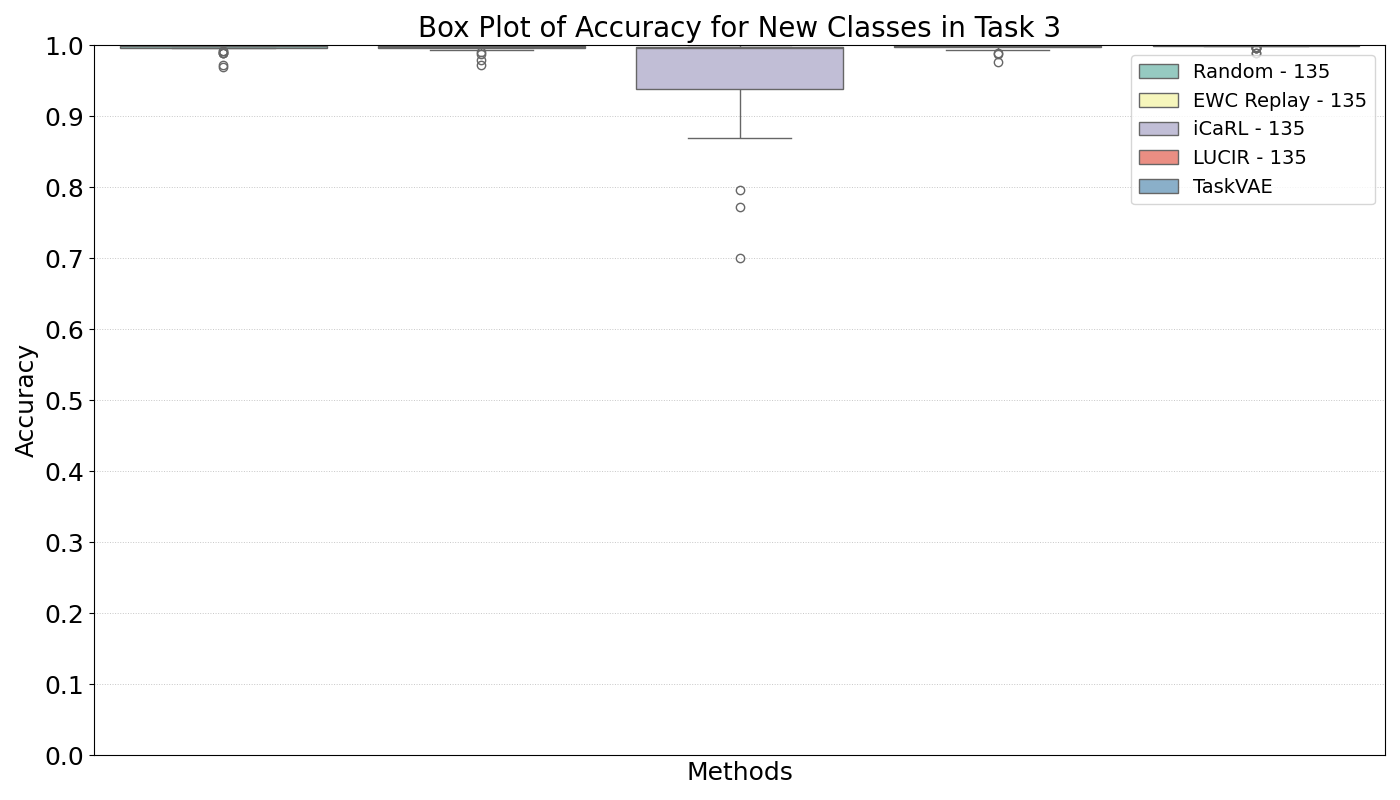 Box Plot of Accuracy for New Classes in Task 3
1.0
0.9
0.8
0.7
0.6
0.5
0.4
0.3
0.2
0.1
0.0
Accuracy
Methods
Random - 135
EWC Replay - 135
iCaRL - 135
LUCIR - 135
TaskVAE